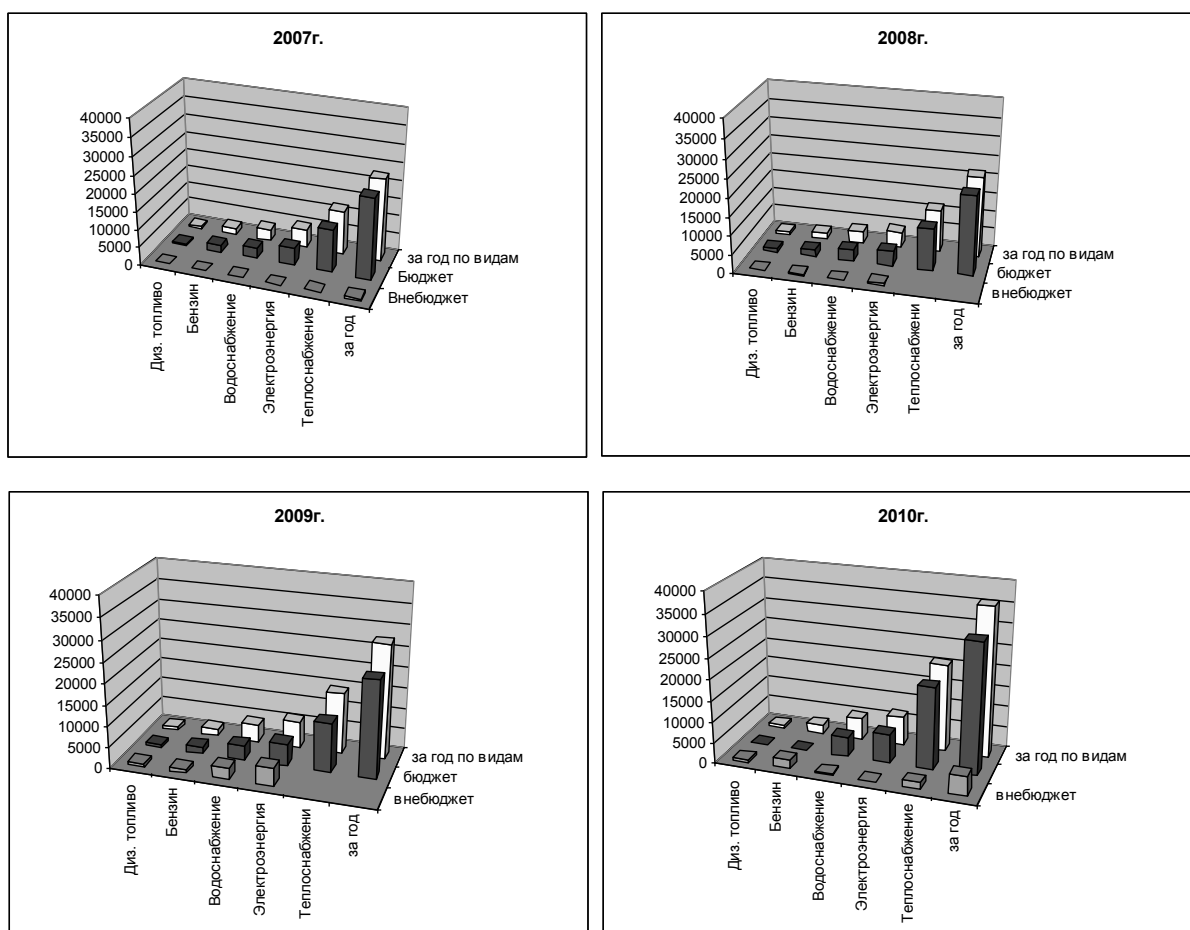 2007г.
40000
35000
30000
25000
20000
15000
10000
5000
0
Диз. топливо
Бензин
Водоснабжение
Электроэнергия
Теплоснабжение
за год
за год по видам
Бюджет
Внебюджет
2008г.
40000
35000
30000
25000
20000
15000
10000
5000
0
Диз. топливо
Бензин
Водоснабжение
Электроэнергия
Теплоснабжени
за год
за год по видам
бюджет
внебюджет
2009г.
40000
35000
30000
25000
20000
15000
10000
5000
0
Диз. топливо
Бензин
Водоснабжение
Электроэнергия
Теплоснабжени
за год
за год по видам
бюджет
внебюджет
2010г.
40000
35000
30000
25000
20000
15000
10000
5000
0
Диз. топливо
Бензин
Водоснабжение
Электроэнергия
Теплоснабжение
за год
за год по видам
внебюджет